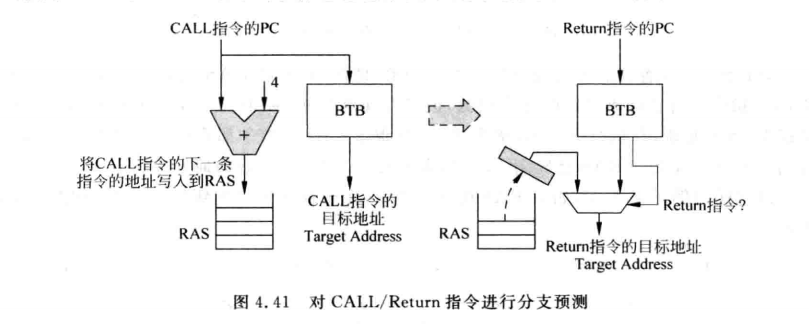 CALL指令的PC
4
BTB
+
将CALL指令的下一条
指令的地址写入到RAS
RAS
CALL指令的
目标地址
Target Address
Return指令的PC
BTB
Return指令?
RAS
Return指令的目标地址
Target Address
图 4.41 对 CALL/Return 指令进行分支预测